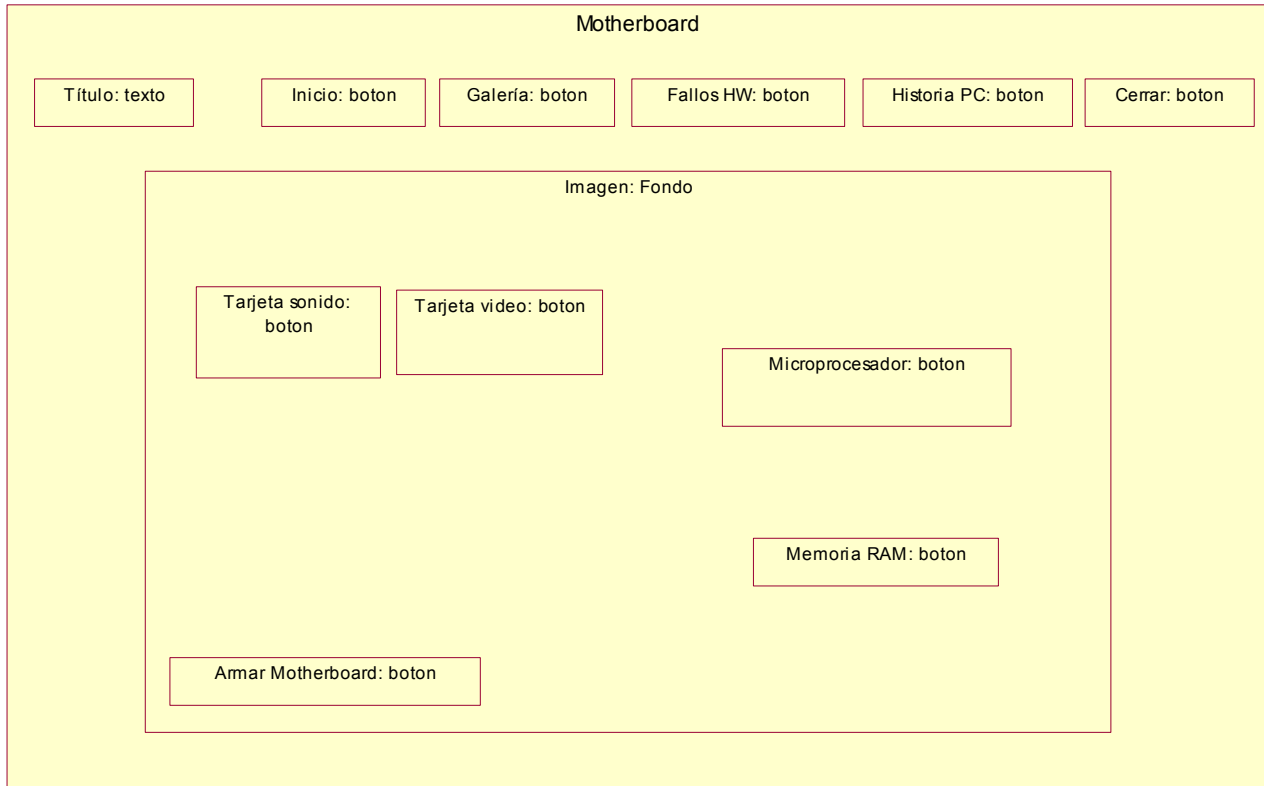 Motherboard
Título: texto
Inicio: boton
Galería: boton
Fallos HW: boton
Historia PC: boton
Cerrar: boton
Imagen: Fondo
Tarjeta sonido:
boton
Tarjeta video: boton
Microprocesador: boton
Memoria RAM: boton
Armar Motherboard: boton